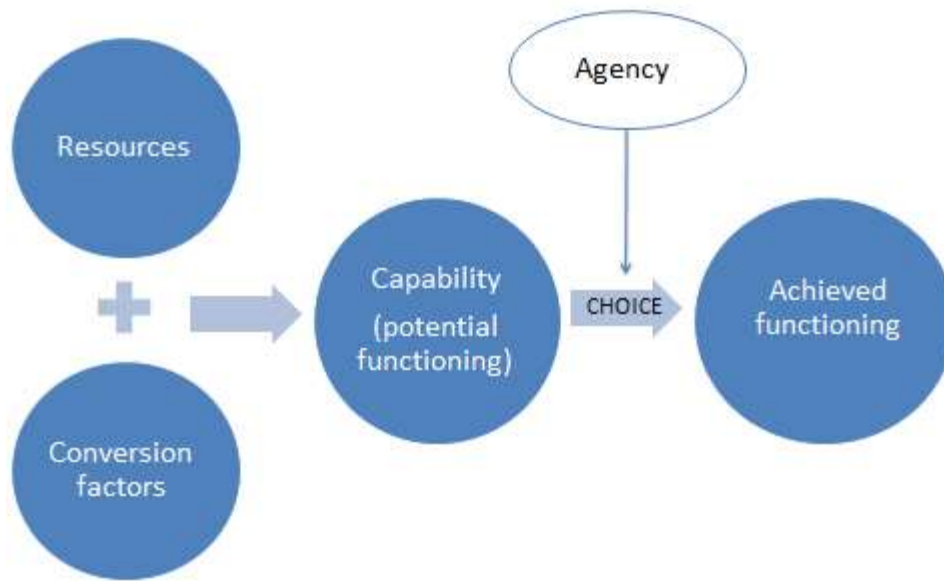 Agency
Resources
Capability
(potential
functioning)
CHOICE
Achieved
functioning
Conversion
factors